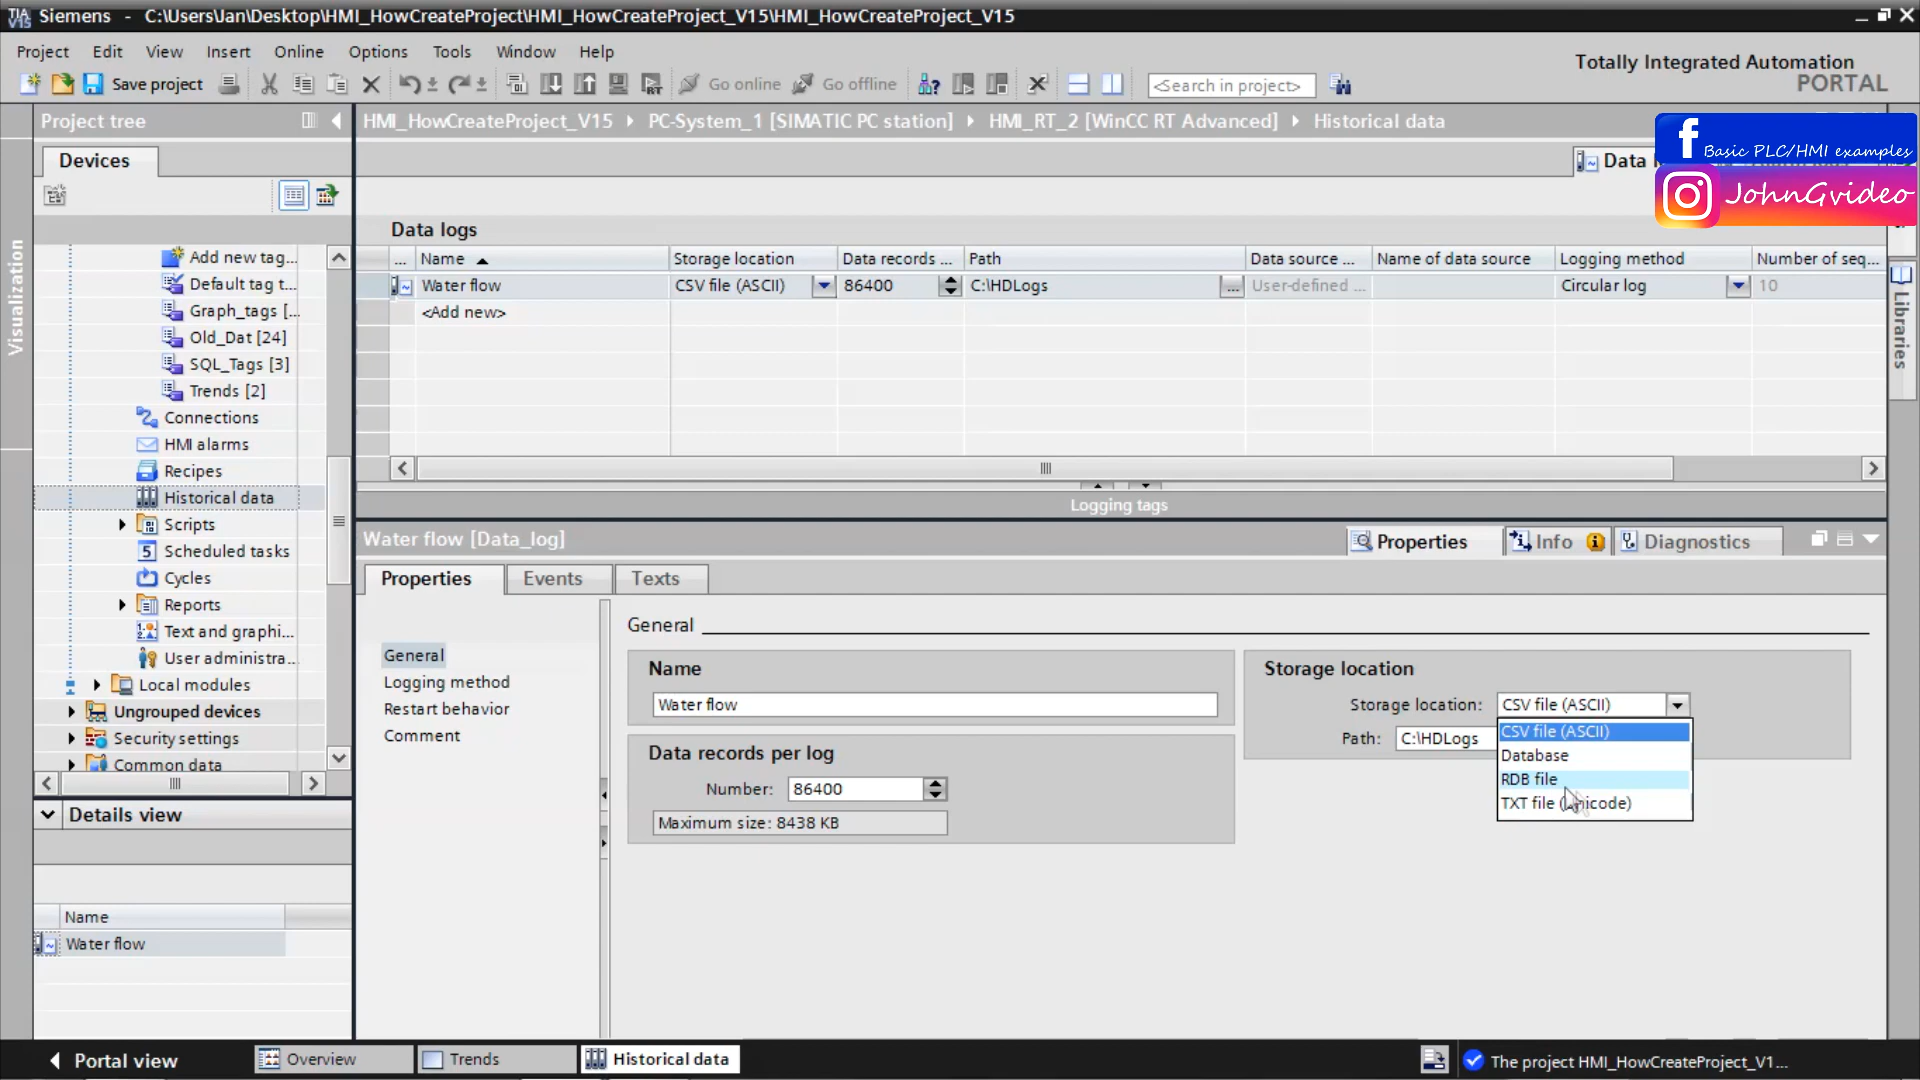 Siemens - C:\Users\Jan\Desktop\HMI_HowCreateProject\HMI_HowCreateProject_V15\HMI_HowCreateProject_V15
Project Edit View Insert Online Options Tools Window Help
Totally Integrated Automation
PORTAL
Save project Go online Go offline <Search in project>
Project tree
HMI_HowCreateProject_V15 PC-System_1 [SIMATIC PC station] HMI_RT_2 [WinCC RT Advanced] Historical data
Basic PLC/HMI examples
JohnGvideo
Devices
Data l
Visualization
Libraries
Add new tag...
Default tag t...
Graph_tags [...
Old_Dat [24]
SQL_Tags [3]
Trends [2]
Connections
HMI alarms
Recipes
Historical data
Scripts
Scheduled tasks
Cycles
Reports
Text and graphi...
User administra...
Local modules
Ungrouped devices
Security settings
Common data
Details view
Name
Water flow
Data logs
... Name Storage location Data records ... Path Data source ... Name of data source Logging method Number of seq...
Water flow CSV file (ASCII) 86400 C:\HDLogs ... User-defined ... Circular log 10
<Add new>
Logging tags
Water flow [Data_log]
Properties Info Diagnostics
Properties Events Texts
General
Logging method
Restart behavior
Comment
General
Name
Water flow
Data records per log
Number: 86400
Maximum size: 8438 KB
Storage location
Storage location: CSV file (ASCII)
Path: C:\HDLogs
CSV file (ASCII)
Database
RDB file
TXT file (Unicode)
Portal view Overview Trends Historical data The project HMI_HowCreateProject_V1...